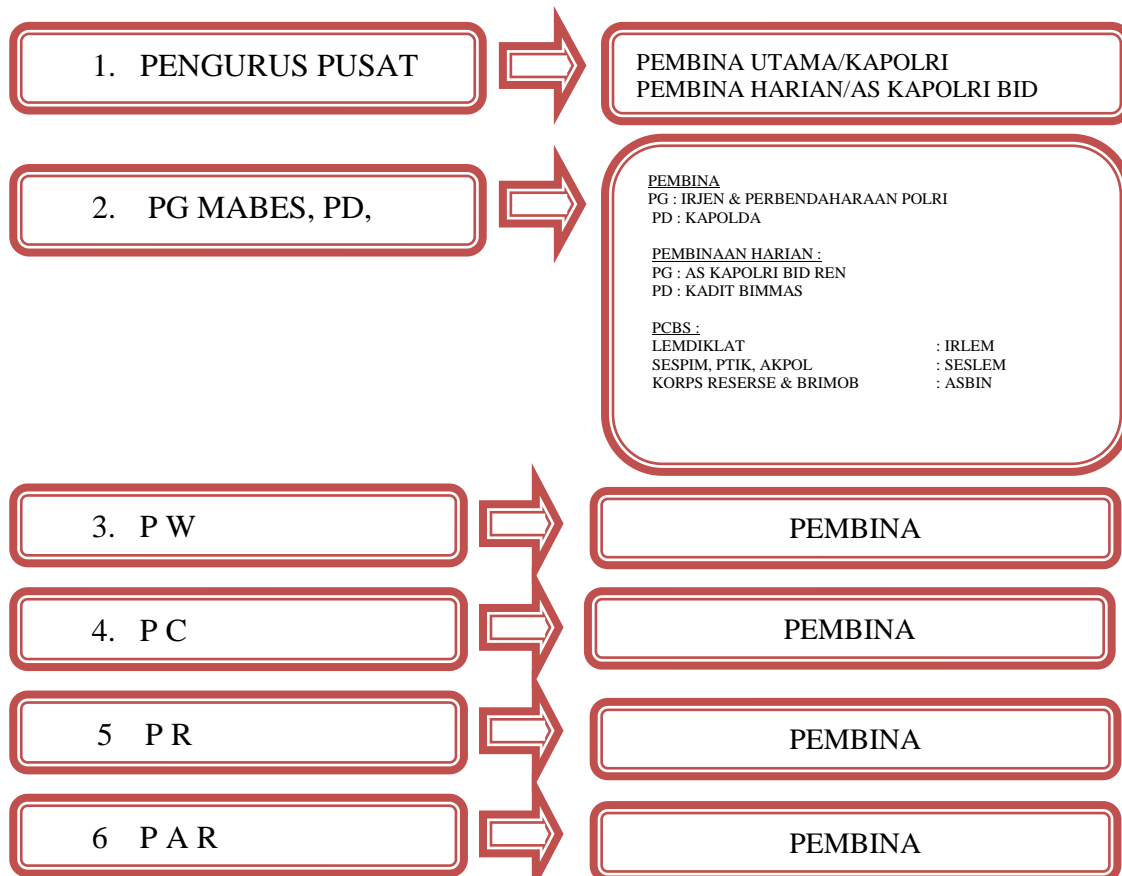 1. PENGURUS PUSAT
PEMBINA UTAMA/KAPOLRI
PEMBINA HARIAN/AS KAPOLRI BID
2. PG MABES, PD,
PEMBINA
PG : IRJEN & PERBENDAHARAAN POLRI
PD : KAPOLDA
PEMBINAAN HARIAN :
PG : AS KAPOLRI BID REN
PD : KADIT BIMMAS
PCBS :
LEMDIKLAT : IRLEM
SESPIM, PTIK, AKPOL : SESLEM
KORPS RESERSE & BRIMOB : ASBIN
3. P W
PEMBINA
4. P C
PEMBINA
5 P R
PEMBINA
6 P A R
PEMBINA